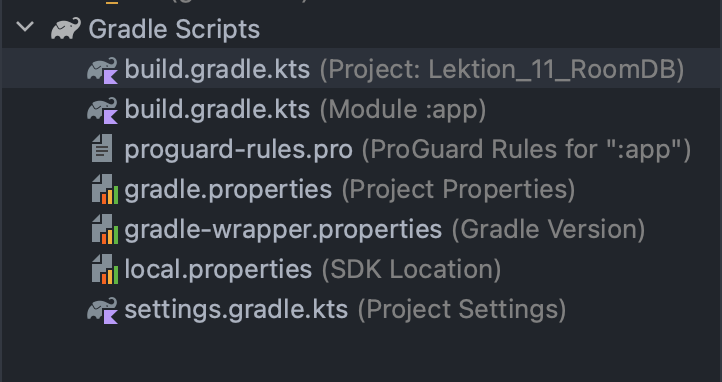 Gradle Scripts
build.gradle.kts (Project: Lektion_11_RoomDB)
build.gradle.kts (Module :app)
proguard-rules.pro (ProGuard Rules for ":app")
gradle.properties (Project Properties)
gradle-wrapper.properties (Gradle Version)
local.properties (SDK Location)
settings.gradle.kts (Project Settings)